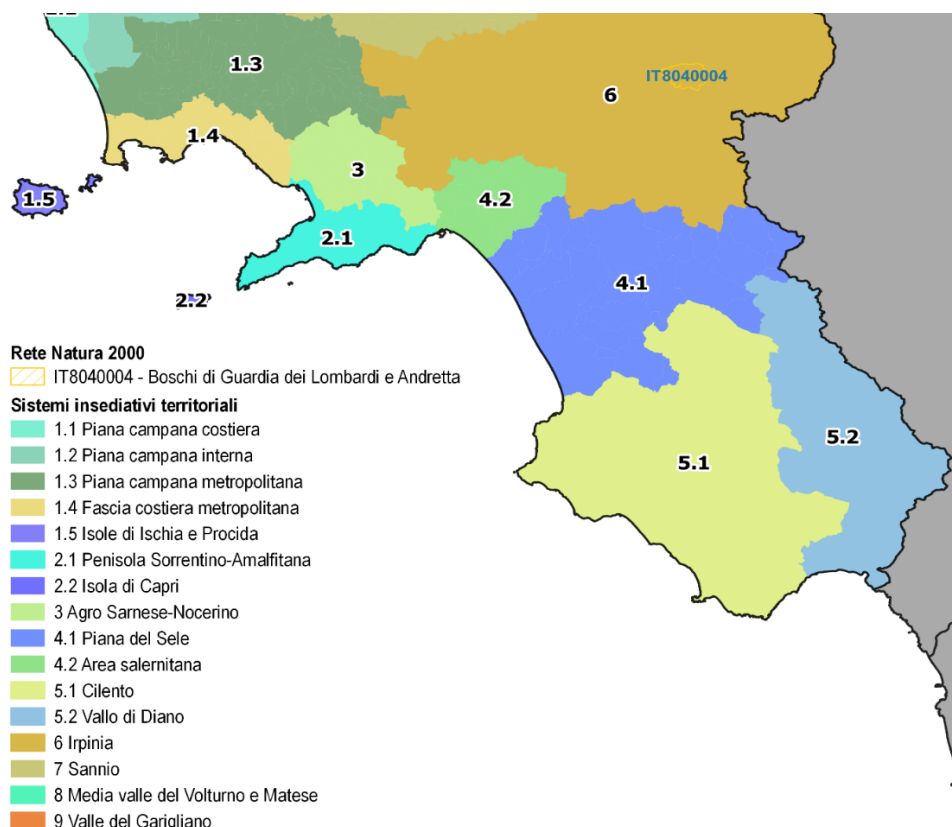 1.3
IT8040004
6
1.4
3
1.5
4.2
2.1
4.1
2.2
5.2
5.1
Rete Natura 2000
IT8040004 - Boschi di Guardia dei Lombardi e Andretta
Sistemi insediativi territoriali
1.1 Piana campana costiera
1.2 Piana campana interna
1.3 Piana campana metropolitana
1.4 Fascia costiera metropolitana
1.5 Isole di Ischia e Procida
2.1 Penisola Sorrentino-Amalfitana
2.2 Isola di Capri
3 Agro Sarnese-Nocerino
4.1 Piana del Sele
4.2 Area salernitana
5.1 Cilento
5.2 Vallo di Diano
6 Irpinia
7 Sannio
8 Media valle del Volturno e Matese
9 Valle del Garigliano